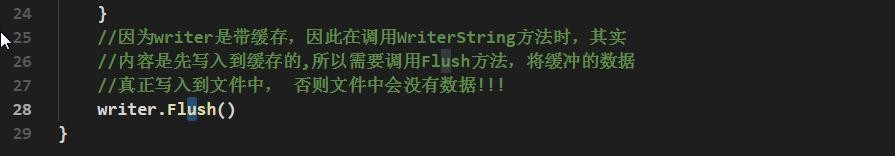 24 }
25 //因为writer是带缓存，因此在调用WriterString方法时，其实
26 //内容是先写入到缓存的,所以需要调用Flush方法，将缓冲的数据
27 //真正写入到文件中， 否则文件中会没有数据!!!
28 writer.Flush()
29 }